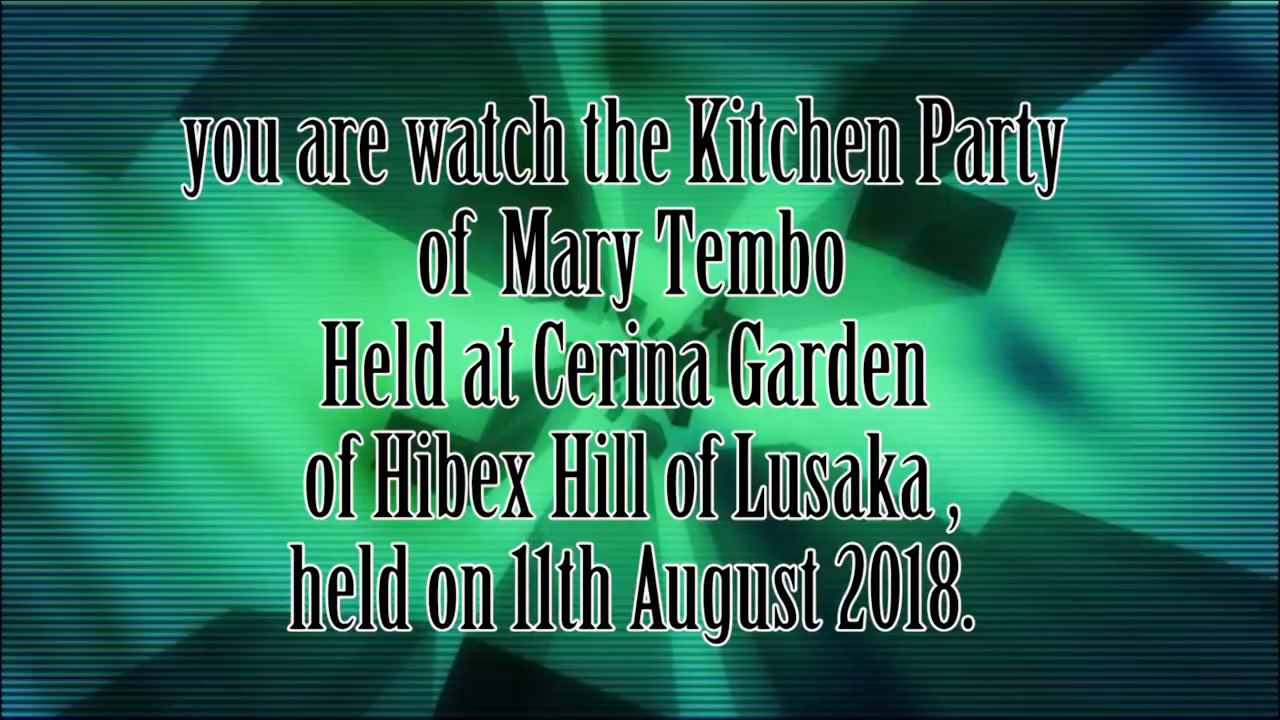 you are watch the Kitchen Party
of Mary Tembo
Held at Cerina Garden
of Hibex Hill of Lusaka ,
held on 11th August 2018.